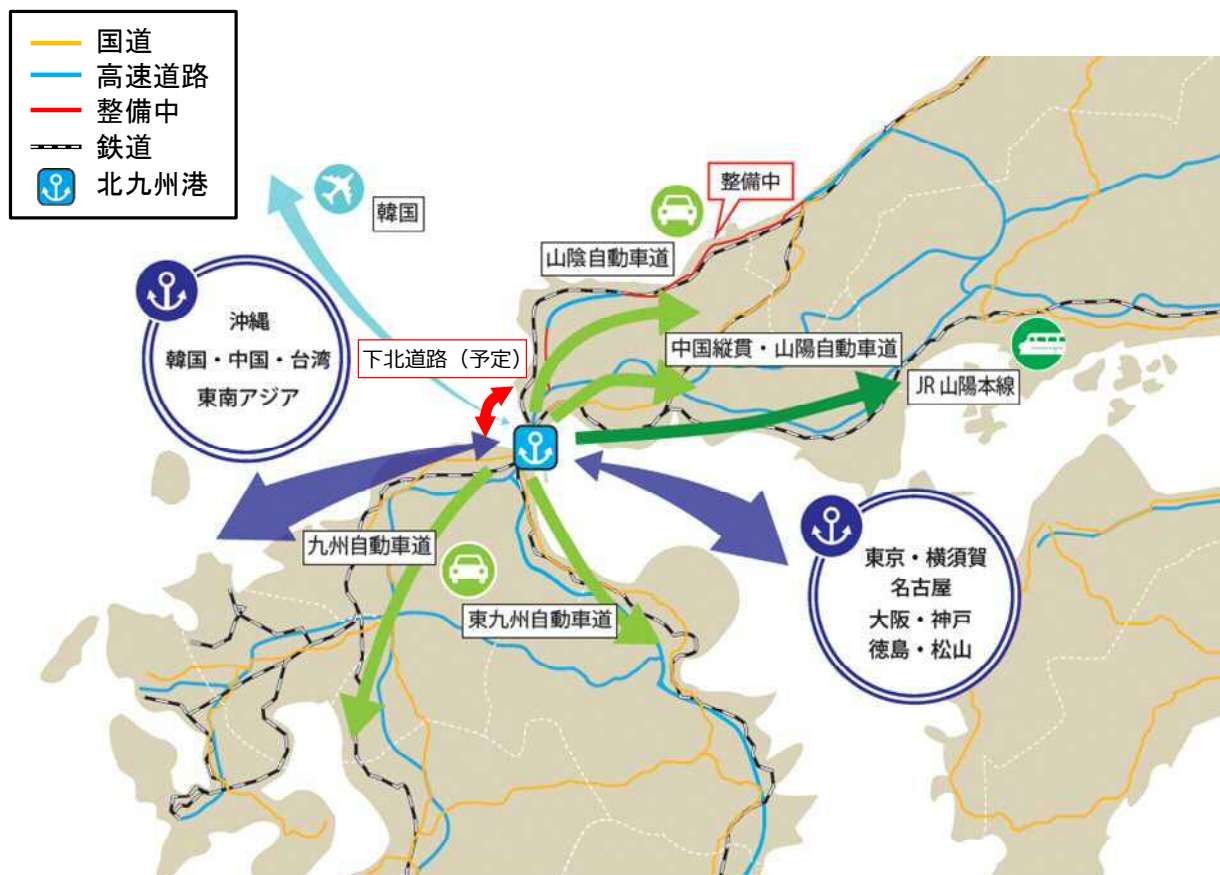 国道
高速道路
整備中
鉄道
北九州港
韓国
整備中
山陰自動車道
沖縄
韓国・中国・台湾
東南アジア
下北道路（予定）
中国縦貫・山陽自動車道
JR山陽本線
九州自動車道
東九州自動車道
東京・横須賀
名古屋
大阪・神戸
徳島・松山